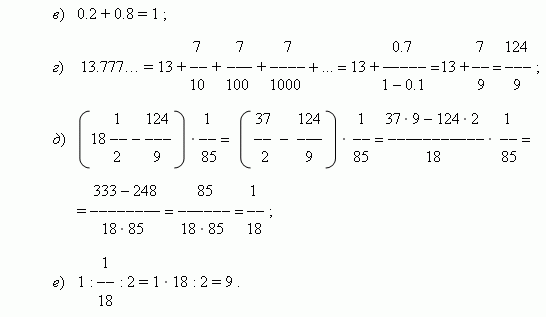 в) 0.2 + 0.8 = 1 ;
г) 13.777… = 13 + 7/10 + 7/100 + 7/1000 + ... = 13 + 0.7/(1 – 0.1) =13 + 7/9 = 124/9 ;
д) ( 18 1/2 – 124/9 ) · 1/85 = ( 37/2 – 124/9 ) · 1/85 = (37 · 9 – 124 · 2)/18 · 1/85 =
= (333 – 248)/(18 · 85) = 85/(18 · 85) = 1/18 ;
е) 1 : 1/18 : 2 = 1 · 18 : 2 = 9 .